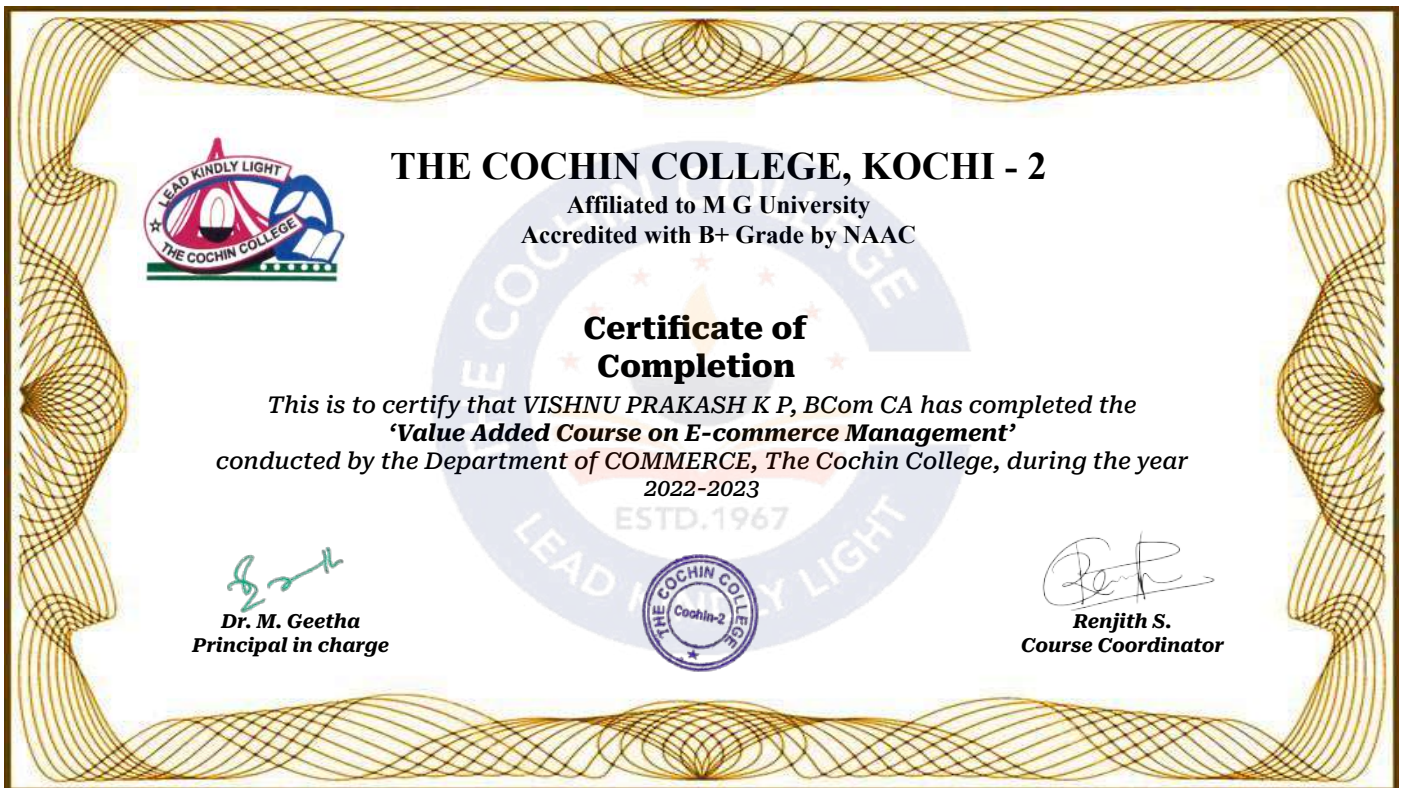 LEAD KINDLY LIGHT
THE COCHIN COLLEGE
THE COCHIN COLLEGE, KOCHI - 2
Affiliated to M G University
Accredited with B+ Grade by NAAC
THE COCHIN COLLEGE
Certificate of
Completion
This is to certify that VISHNU PRAKASH K P, BCom CA has completed the
‘Value Added Course on E-commerce Management’
conducted by the Department of COMMERCE, The Cochin College, during the year
2022-2023
ESTD.1967
LEAD KINDLY LIGHT
THE COCHIN COLLEGE
Cochin-2
Dr. M. Geetha
Principal in charge
Renjith S.
Course Coordinator